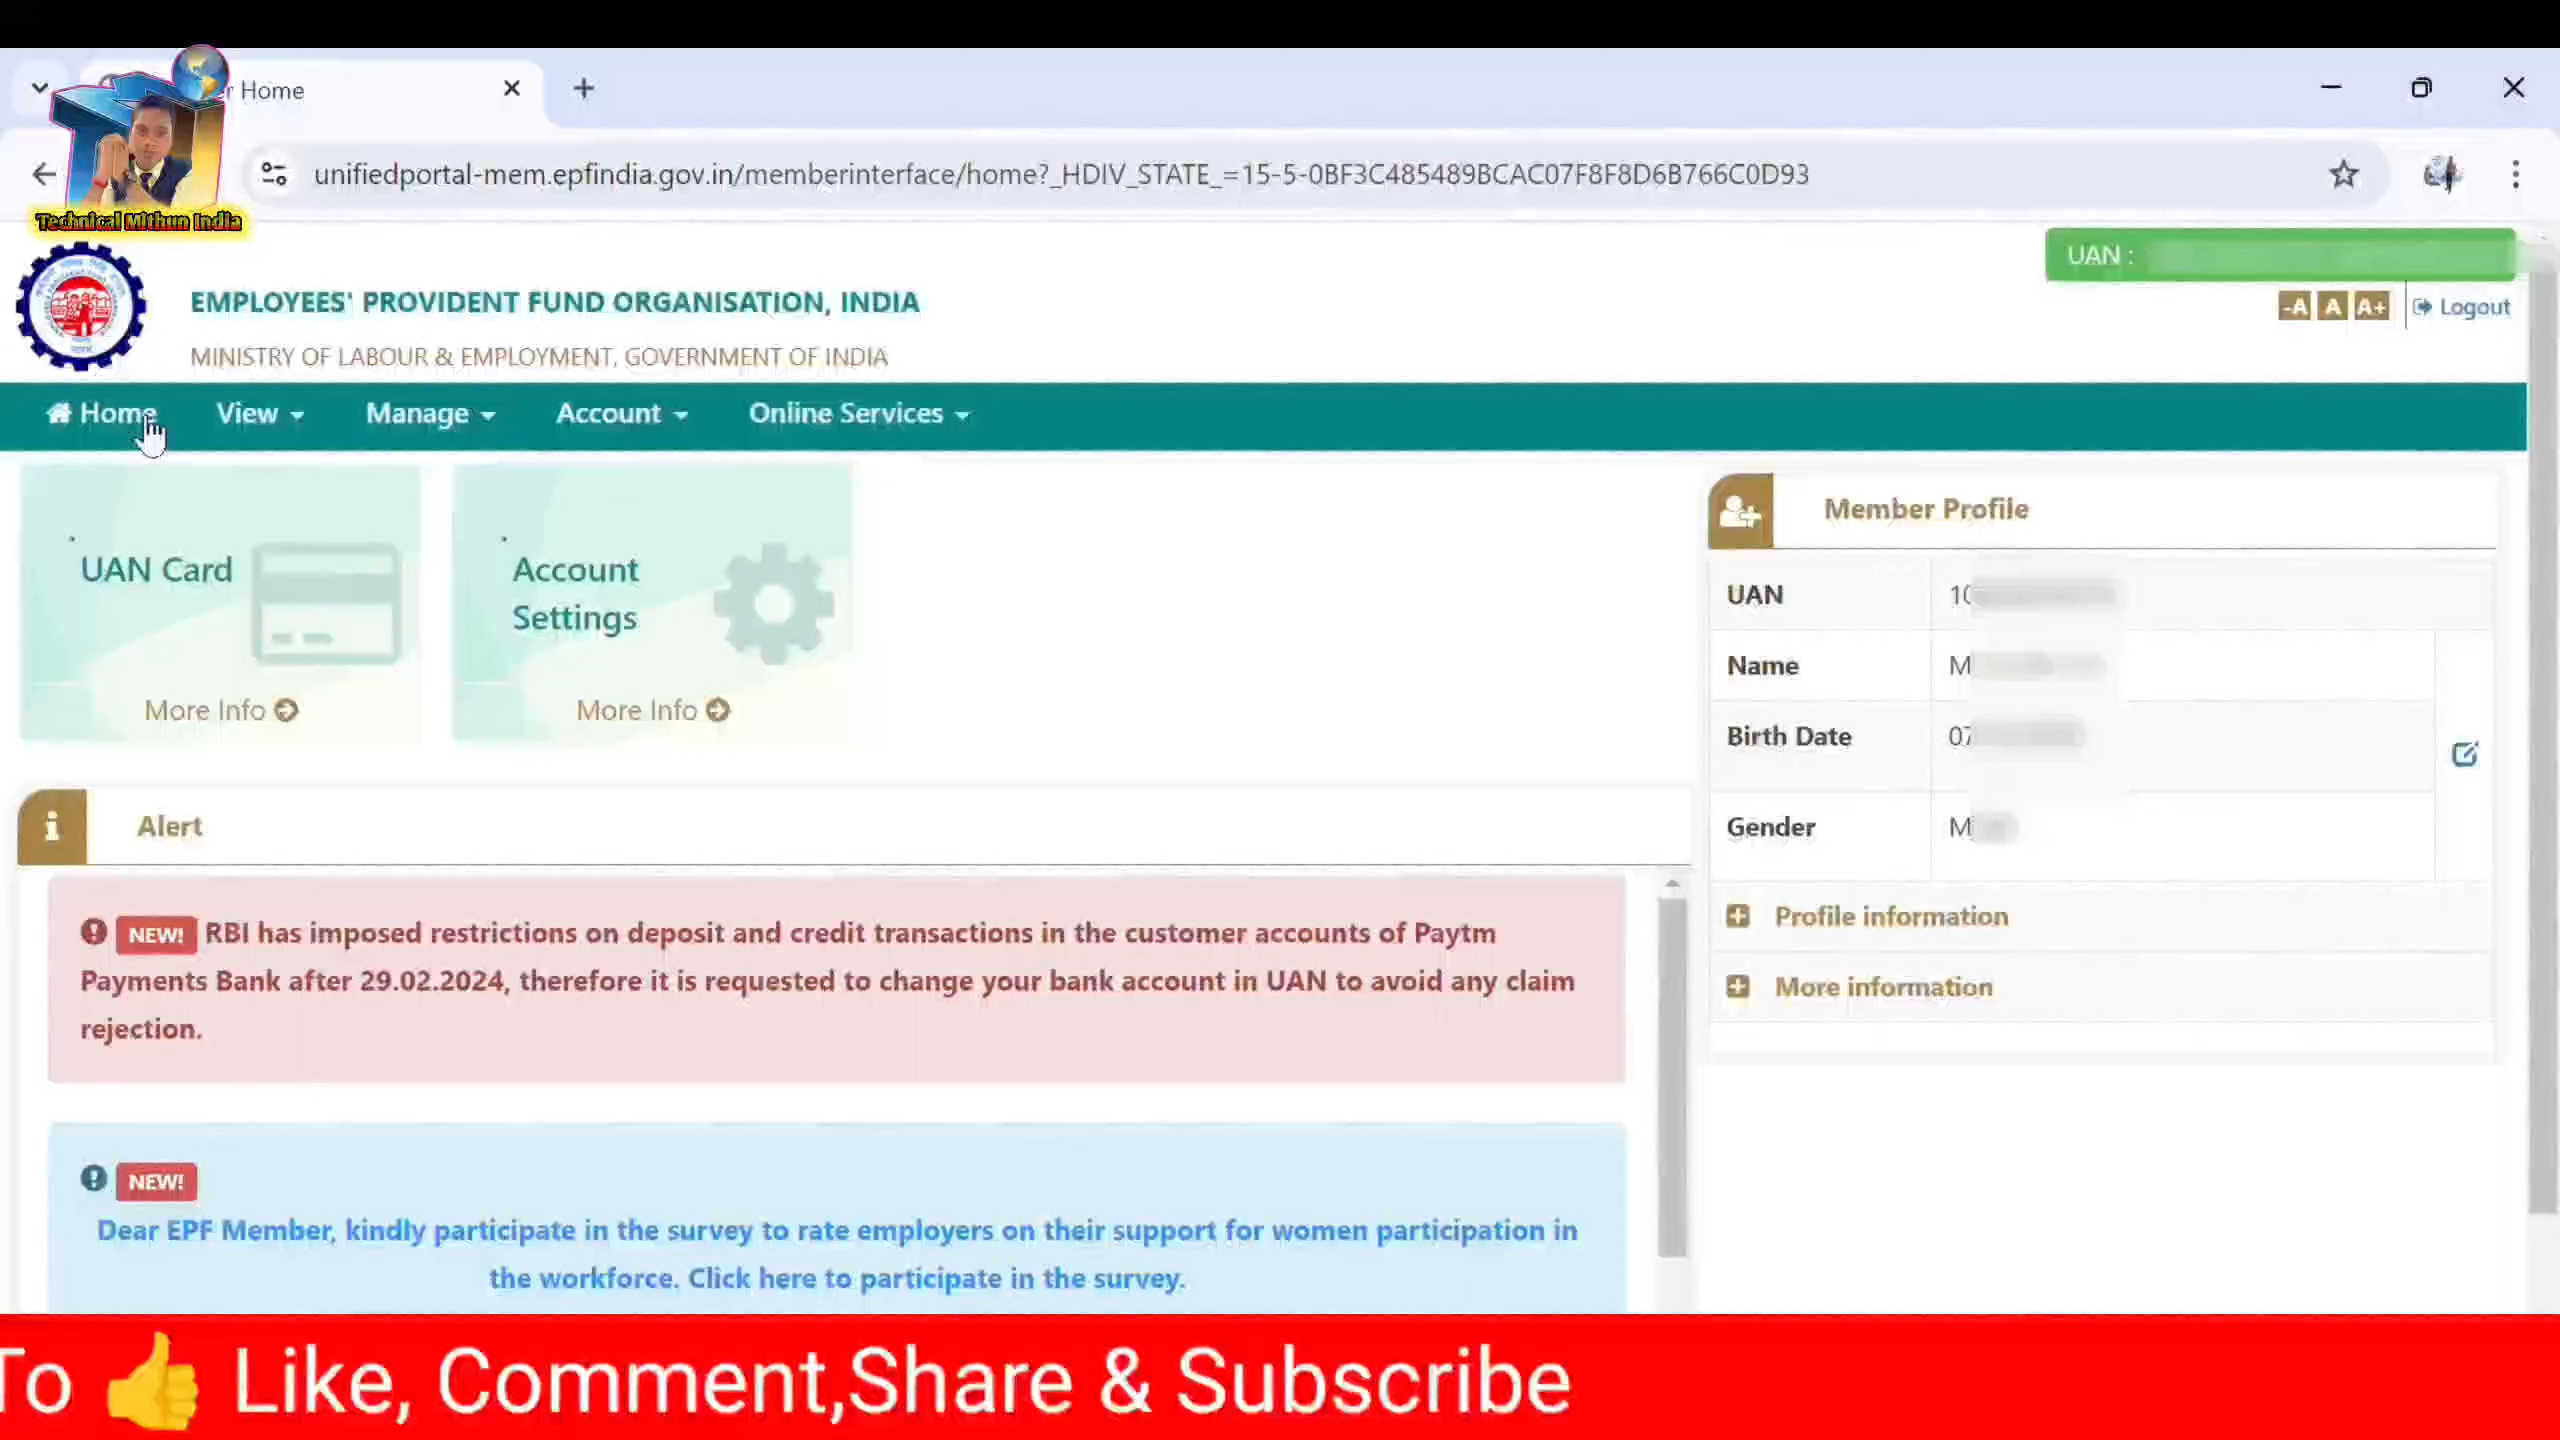 r Home
unifiedportal-mem.epfindia.gov.in/memberinterface/home?_HDIV_STATE_=15-5-0BF3C485489BCAC07F8F8D6B766C0D93
Technical Mithun India
UAN :
EMPLOYEES' PROVIDENT FUND ORGANISATION, INDIA
MINISTRY OF LABOUR & EMPLOYMENT, GOVERNMENT OF INDIA
-A A A+ Logout
Home View Manage Account Online Services
UAN Card
More Info
Account
Settings
More Info
Member Profile
UAN 10
Name M
Birth Date 07
Gender M
Profile information
More information
Alert
NEW! RBI has imposed restrictions on deposit and credit transactions in the customer accounts of Paytm
Payments Bank after 29.02.2024, therefore it is requested to change your bank account in UAN to avoid any claim
rejection.
NEW!
Dear EPF Member, kindly participate in the survey to rate employers on their support for women participation in
the workforce. Click here to participate in the survey.
To 👍 Like, Comment,Share & Subscribe